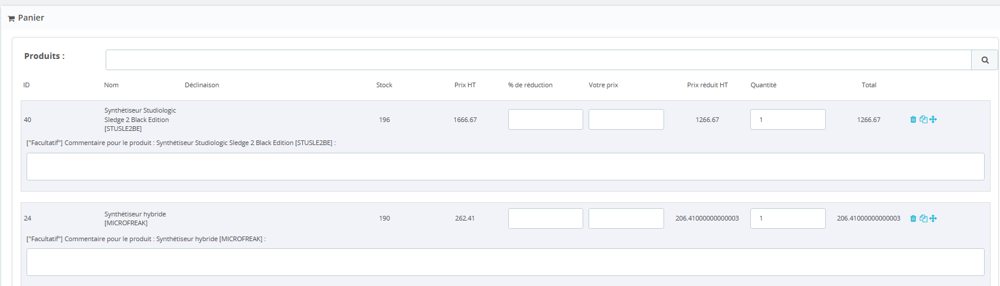 Panier
Produits :
ID Nom Déclinaison Stock Prix HT % de réduction Votre prix Prix réduit HT Quantité Total
40 Synthétiseur Studiologic Sledge 2 Black Edition [STUSLE2BE] 196 1666.67 1266.67 1 1266.67
["Facultatif"] Commentaire pour le produit : Synthétiseur Studiologic Sledge 2 Black Edition [STUSLE2BE] :
24 Synthétiseur hybride [MICROFREAK] 190 262.41 206.41000000000003 1 206.41000000000003
["Facultatif"] Commentaire pour le produit : Synthétiseur hybride [MICROFREAK] :